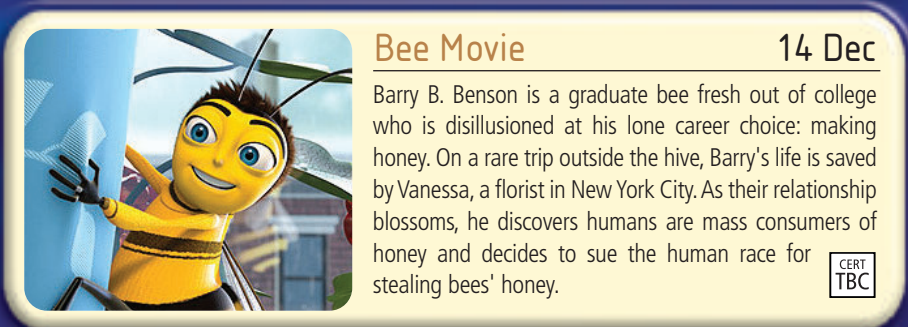 Bee Movie 14 Dec
Barry B. Benson is a graduate bee fresh out of college
who is disillusioned at his lone career choice: making
honey. On a rare trip outside the hive, Barry's life is saved
by Vanessa, a florist in New York City. As their relationship
blossoms, he discovers humans are mass consumers of
honey and decides to sue the human race for
stealing bees' honey.
CERT
TBC